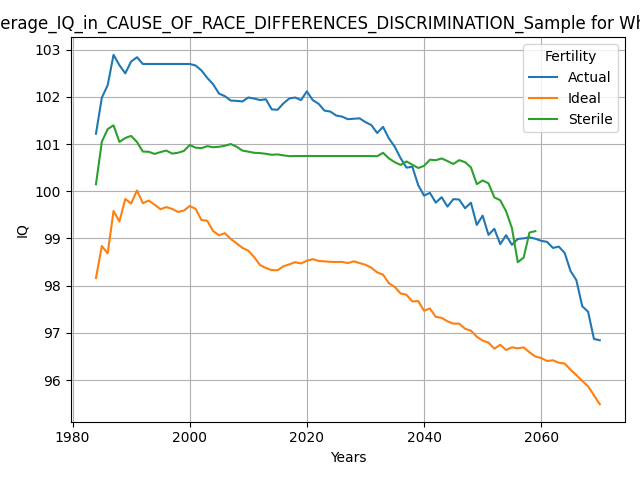 erage_IQ_in_CAUSE_OF_RACE_DIFFERENCES_DISCRIMINATION_Sample for Wh
Fertility
Actual
Ideal
Sterile
IQ
103
102
101
100
99
98
97
96
1980
2000
2020
2040
2060
Years